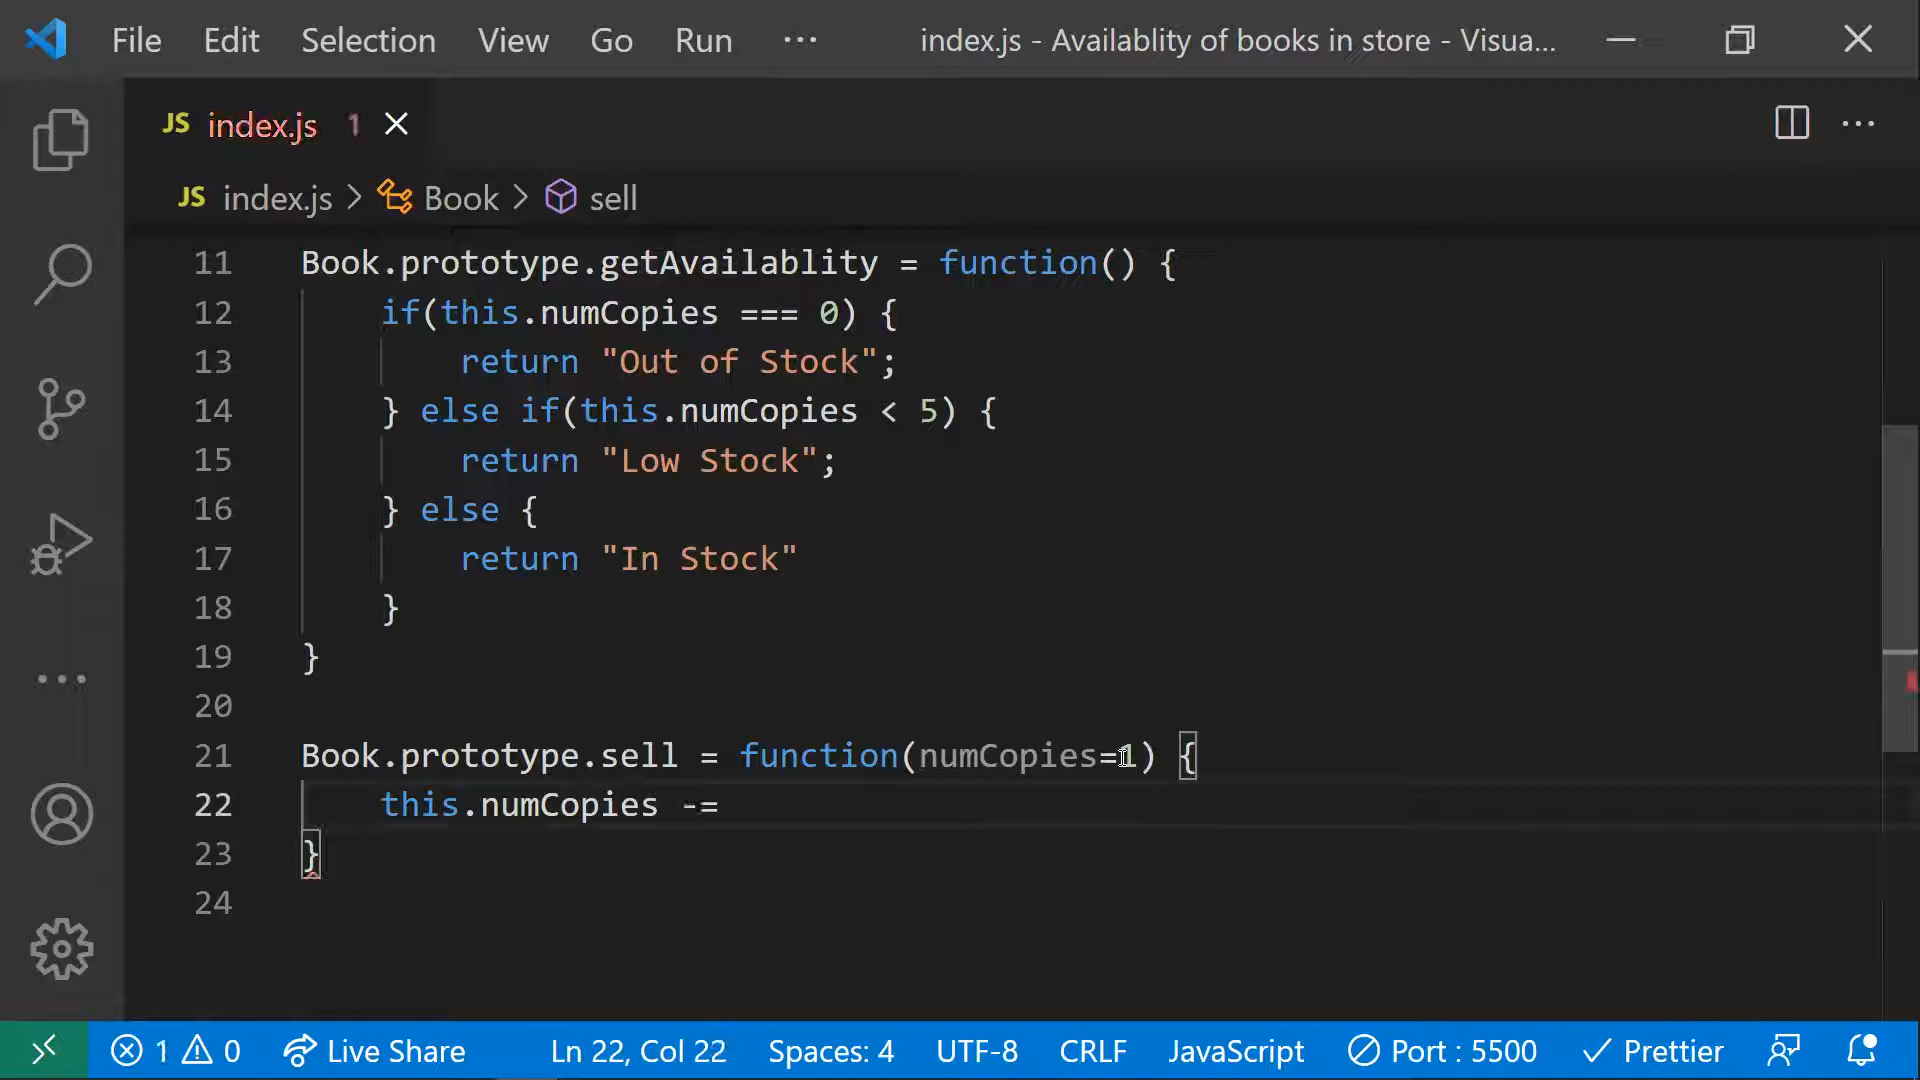 File Edit Selection View Go Run ··· index.js - Availablity of books in store - Visua...
JS index.js 1
JS index.js > Book > sell
11 Book.prototype.getAvailablity = function() {
12 if(this.numCopies === 0) {
13 return "Out of Stock";
14 } else if(this.numCopies < 5) {
15 return "Low Stock";
16 } else {
17 return "In Stock"
18 }
19 }
20
21 Book.prototype.sell = function(numCopies=1) {
22 this.numCopies -=
23 }
24
1 0 Live Share Ln 22, Col 22 Spaces: 4 UTF-8 CRLF JavaScript Port : 5500 Prettier